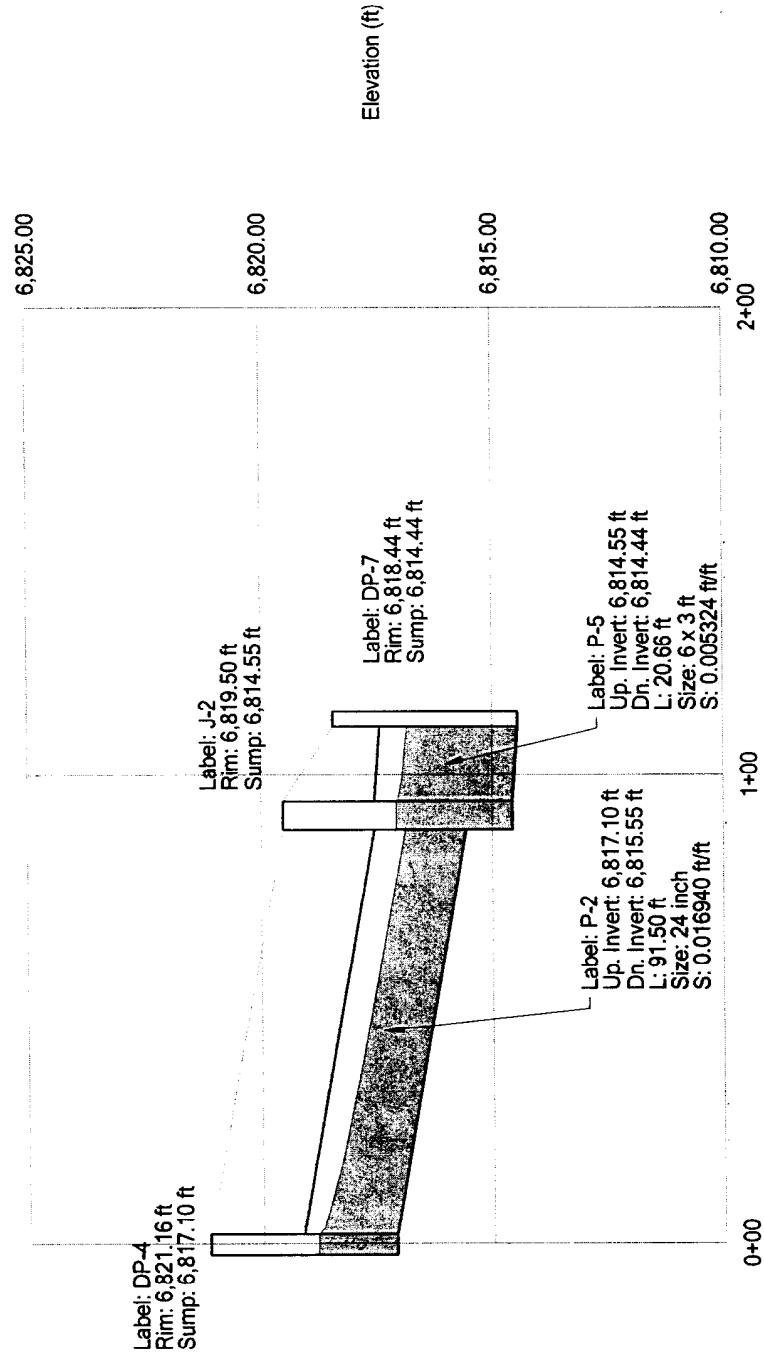 Label: DP-4
Rim: 6,821.16 ft
Sump: 6,817.10 ft
Label: J-2
Rim: 6,819.50 ft
Sump: 6,814.55 ft
Label: DP-7
Rim: 6,818.44 ft
Sump: 6,814.44 ft
Label: P-2
Up. Invert: 6,817.10 ft
Dn. Invert: 6,815.55 ft
L: 91.50 ft
Size: 24 inch
S: 0.016940 ft/ft
Label: P-5
Up. Invert: 6,814.55 ft
Dn. Invert: 6,814.44 ft
L: 20.66 ft
Size: 6 x 3 ft
S: 0.005324 ft/ft
6,825.00
6,820.00
6,815.00
6,810.00
Elevation (ft)
0+00
1+00
2+00